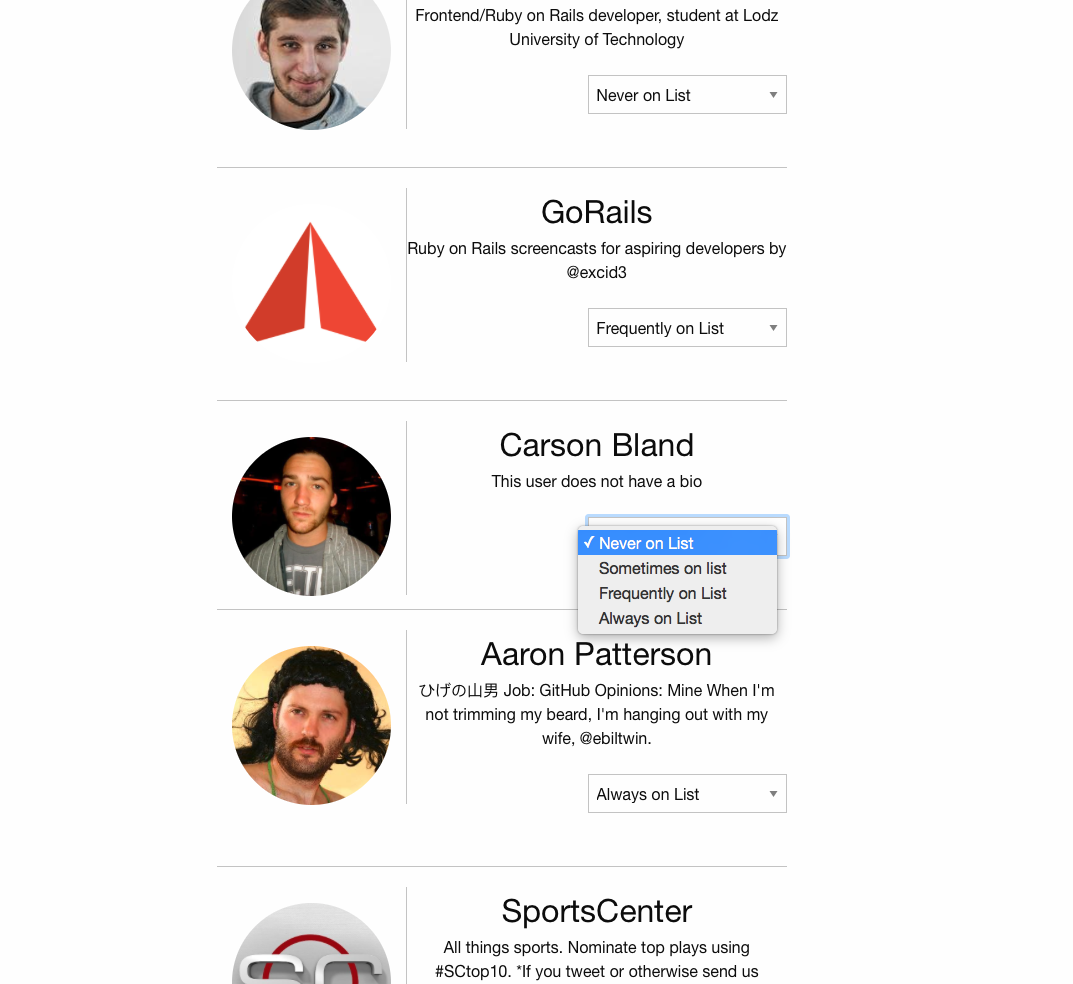 Frontend/Ruby on Rails developer, student at Lodz
University of Technology
Never on List
GoRails
Ruby on Rails screencasts for aspiring developers by
@excid3
Frequently on List
Carson Bland
This user does not have a bio
✓ Never on List
Sometimes on list
Frequently on List
Always on List
Aaron Patterson
ひげの山男 Job: GitHub Opinions: Mine When I'm
not trimming my beard, I'm hanging out with my
wife, @ebiltwin.
Always on List
SportsCenter
All things sports. Nominate top plays using
#SCtop10. *If you tweet or otherwise send us
SC